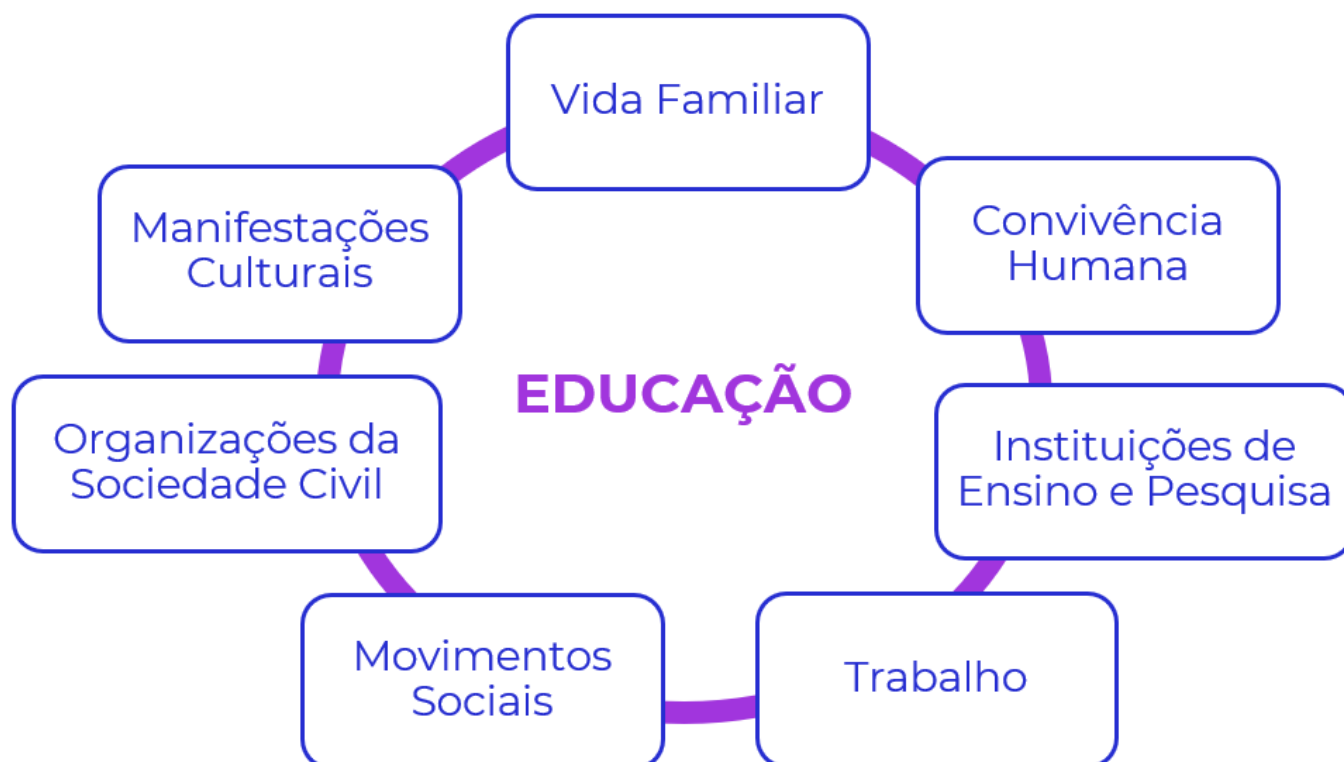 Vida Familiar
Convivência
Humana
Instituições de
Ensino e Pesquisa
Trabalho
Movimentos
Sociais
Organizações da
Sociedade Civil
Manifestações
Culturais
EDUCAÇÃO